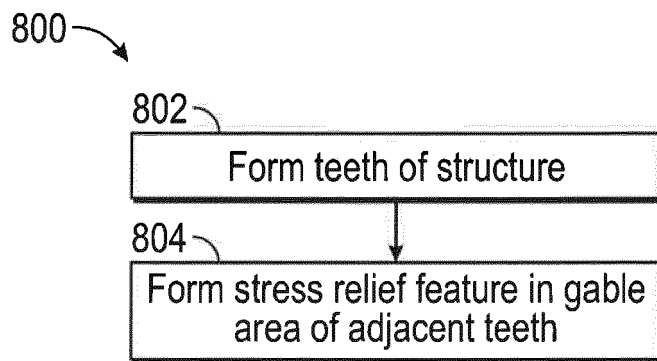 800
802
Form teeth of structure
804
Form stress relief feature in gable
area of adjacent teeth